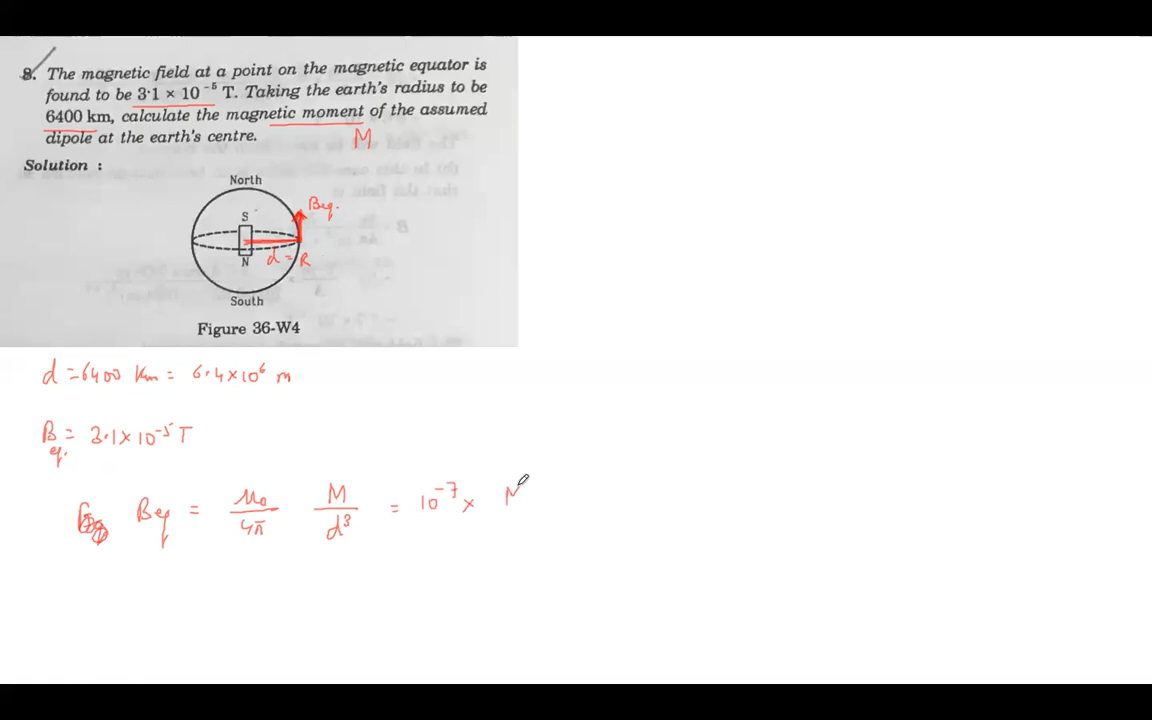 8. The magnetic field at a point on the magnetic equator is
found to be 3·1 × 10⁻⁵ T. Taking the earth's radius to be
6400 km, calculate the magnetic moment of the assumed
dipole at the earth's centre.
M
Solution :
North
Beq.
S
d = R
N
South
Figure 36-W4
d = 6400 Km = 6.4 × 10⁶ m
Beq. = 3.1 × 10⁻⁵ T
Beq = μ₀/4π M/d³ = 10⁻⁷ ×